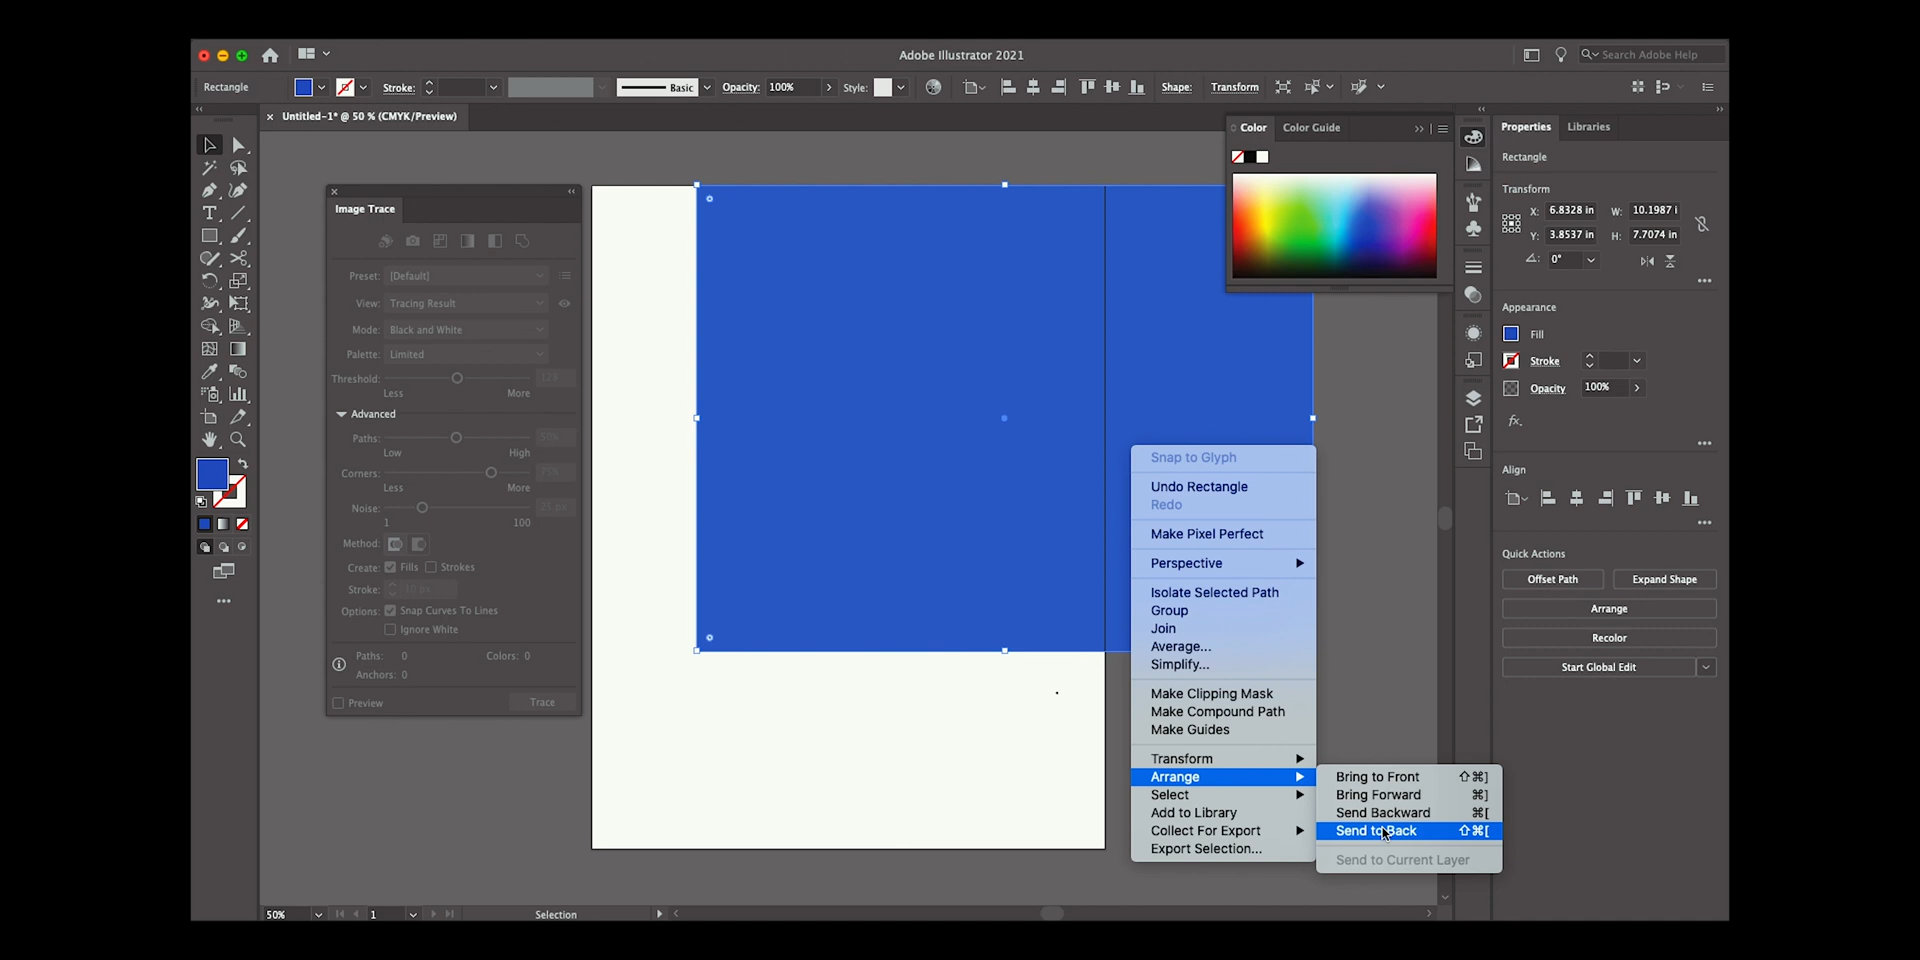 Adobe Illustrator 2021
Search Adobe Help
Rectangle
Stroke:
Basic
Opacity:
100%
Style:
Shape:
Transform
× Untitled-1* @ 50 % (CMYK/Preview)
Color
Color Guide
Properties
Libraries
Image Trace
Preset: [Default]
View: Tracing Result
Mode: Black and White
Palette: Limited
Threshold: 128
Less More
Advanced
Paths: 50%
Low High
Corners: 75%
Less More
Noise: 25 px
1 100
Method:
Create: Fills Strokes
Stroke: 10 px
Options: Snap Curves To Lines
Ignore White
Paths: 0 Colors: 0
Anchors: 0
Preview Trace
Snap to Glyph
Undo Rectangle
Redo
Make Pixel Perfect
Perspective
Isolate Selected Path
Group
Join
Average...
Simplify...
Make Clipping Mask
Make Compound Path
Make Guides
Transform
Arrange
Select
Add to Library
Collect For Export
Export Selection...
Bring to Front ⇧⌘]
Bring Forward ⌘]
Send Backward ⌘[
Send to Back ⇧⌘[
Send to Current Layer
Rectangle
Transform
X: 6.8328 in W: 10.1987 i
Y: 3.8537 in H: 7.7074 in
0°
Appearance
Fill
Stroke
Opacity 100%
fx.
Align
Quick Actions
Offset Path Expand Shape
Arrange
Recolor
Start Global Edit
50% 1 Selection